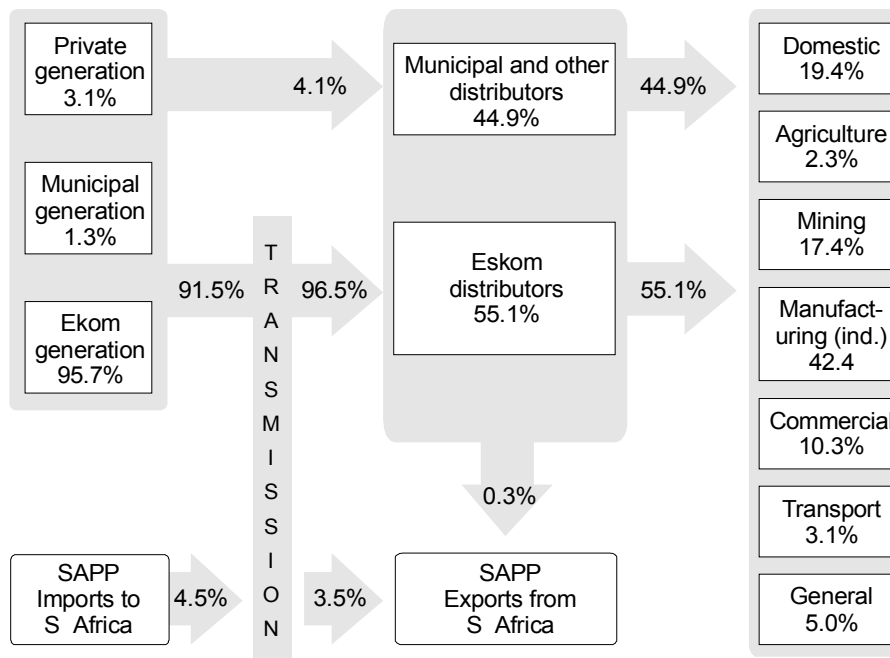 Private
generation
3.1%
Municipal
generation
1.3%
Ekom
generation
95.7%
4.1%
91.5%
TRANSMISSION
96.5%
Municipal and other
distributors
44.9%
Eskom
distributors
55.1%
44.9%
55.1%
0.3%
SAPP
Imports to
S Africa
4.5%
3.5%
SAPP
Exports from
S Africa
Domestic
19.4%
Agriculture
2.3%
Mining
17.4%
Manufact-
uring (ind.)
42.4
Commercial
10.3%
Transport
3.1%
General
5.0%